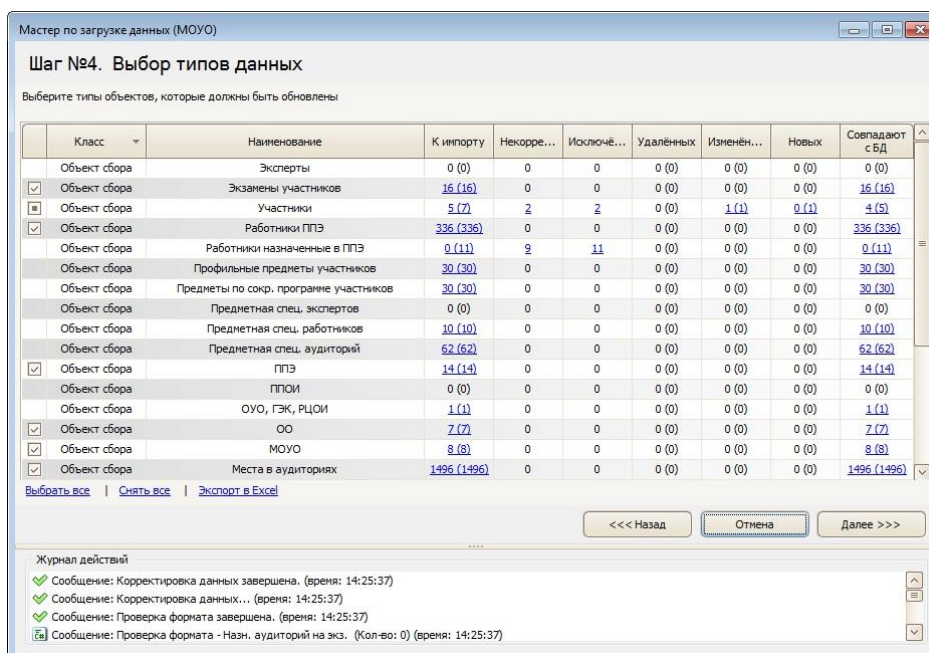 Мастер по загрузке данных (МОУО)
Шаг №4. Выбор типов данных
Выберите типы объектов, которые должны быть обновлены
Класс Наименование К импорту Некорре... Исключё... Удалённых Изменён... Новых Совпадают с БД
Объект сбора Эксперты 0 (0) 0 0 0 (0) 0 (0) 0 (0) 0 (0)
Объект сбора Экзамены участников 16 (16) 0 0 0 (0) 0 (0) 0 (0) 16 (16)
Объект сбора Участники 5 (7) 2 2 0 (0) 1 (1) 0 (1) 4 (5)
Объект сбора Работники ППЭ 336 (336) 0 0 0 (0) 0 (0) 0 (0) 336 (336)
Объект сбора Работники назначенные в ППЭ 0 (11) 9 11 0 (0) 0 (0) 0 (0) 0 (11)
Объект сбора Профильные предметы участников 30 (30) 0 0 0 (0) 0 (0) 0 (0) 30 (30)
Объект сбора Предметы по сокр. программе участников 30 (30) 0 0 0 (0) 0 (0) 0 (0) 30 (30)
Объект сбора Предметная спец. экспертов 0 (0) 0 0 0 (0) 0 (0) 0 (0) 0 (0)
Объект сбора Предметная спец. работников 10 (10) 0 0 0 (0) 0 (0) 0 (0) 10 (10)
Объект сбора Предметная спец. аудиторий 62 (62) 0 0 0 (0) 0 (0) 0 (0) 62 (62)
Объект сбора ППЭ 14 (14) 0 0 0 (0) 0 (0) 0 (0) 14 (14)
Объект сбора ППОИ 0 (0) 0 0 0 (0) 0 (0) 0 (0) 0 (0)
Объект сбора ОУО, ГЭК, РЦОИ 1 (1) 0 0 0 (0) 0 (0) 0 (0) 1 (1)
Объект сбора ОО 7 (7) 0 0 0 (0) 0 (0) 0 (0) 7 (7)
Объект сбора МОУО 8 (8) 0 0 0 (0) 0 (0) 0 (0) 8 (8)
Объект сбора Места в аудиториях 1496 (1496) 0 0 0 (0) 0 (0) 0 (0) 1496 (1496)
Выбрать все | Снять все | Экспорт в Excel
<<< Назад Отмена Далее >>>
Журнал действий
Сообщение: Корректировка данных завершена. (время: 14:25:37)
Сообщение: Корректировка данных... (время: 14:25:37)
Сообщение: Проверка формата завершена. (время: 14:25:37)
Сообщение: Проверка формата - Назн. аудиторий на экз. (Кол-во: 0) (время: 14:25:37)